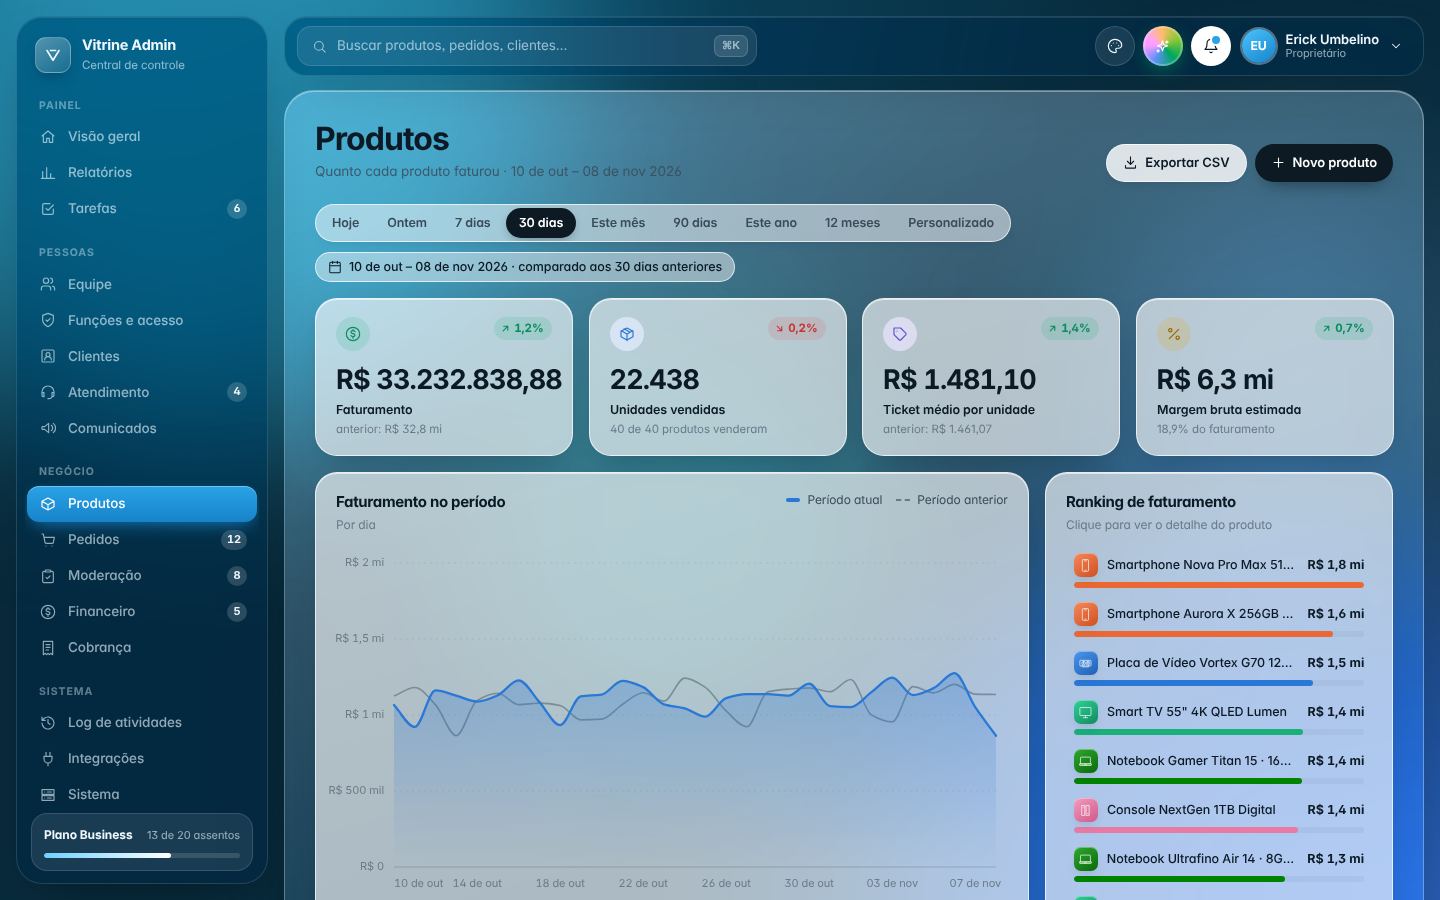 Vitrine Admin
Central de controle
PAINEL
Visão geral
Relatórios
Tarefas 6
PESSOAS
Equipe
Funções e acesso
Clientes
Atendimento 4
Comunicados
NEGÓCIO
Produtos
Pedidos 12
Moderação 8
Financeiro 5
Cobrança
SISTEMA
Log de atividades
Integrações
Sistema
Plano Business 13 de 20 assentos
Buscar produtos, pedidos, clientes... ⌘K
EU
Erick Umbelino
Proprietário
Produtos
Quanto cada produto faturou · 10 de out – 08 de nov 2026
Exportar CSV
Novo produto
Hoje Ontem 7 dias 30 dias Este mês 90 dias Este ano 12 meses Personalizado
10 de out – 08 de nov 2026 · comparado aos 30 dias anteriores
1,2%
R$ 33.232.838,88
Faturamento
anterior: R$ 32,8 mi
0,2%
22.438
Unidades vendidas
40 de 40 produtos venderam
1,4%
R$ 1.481,10
Ticket médio por unidade
anterior: R$ 1.461,07
0,7%
R$ 6,3 mi
Margem bruta estimada
18,9% do faturamento
Faturamento no período
Por dia
Período atual Período anterior
R$ 2 mi
R$ 1,5 mi
R$ 1 mi
R$ 500 mil
R$ 0
10 de out 14 de out 18 de out 22 de out 26 de out 30 de out 03 de nov 07 de nov
Ranking de faturamento
Clique para ver o detalhe do produto
Smartphone Nova Pro Max 51... R$ 1,8 mi
Smartphone Aurora X 256GB ... R$ 1,6 mi
Placa de Vídeo Vortex G70 12... R$ 1,5 mi
Smart TV 55" 4K QLED Lumen R$ 1,4 mi
Notebook Gamer Titan 15 · 16... R$ 1,4 mi
Console NextGen 1TB Digital R$ 1,4 mi
Notebook Ultrafino Air 14 · 8G... R$ 1,3 mi